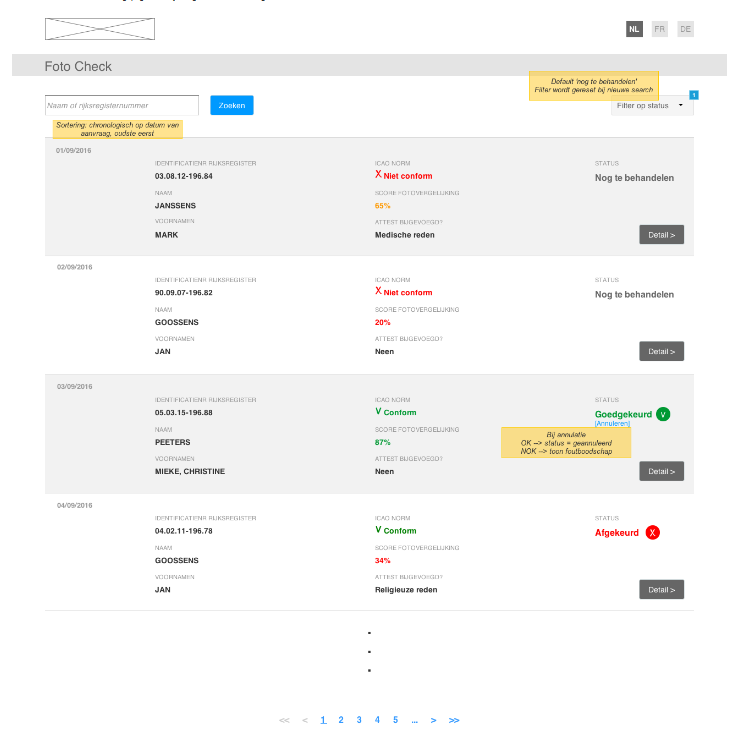 NL FR DE
Foto Check
Default 'nog te behandelen'
Filter wordt gereset bij nieuwe search
1
Naam of rijksregisternummer
Zoeken
Filter op status
Sortering: chronologisch op datum van
aanvraag, oudste eerst
01/09/2016
IDENTIFICATIENR RIJKSREGISTER ICAO NORM STATUS
03.08.12-196.84 X Niet conform Nog te behandelen
NAAM SCORE FOTOVERGELIJKING
JANSSENS 65%
VOORNAMEN ATTEST BIJGEVOEGD?
MARK Medische reden Detail >
02/09/2016
IDENTIFICATIENR RIJKSREGISTER ICAO NORM STATUS
90.09.07-196.82 X Niet conform Nog te behandelen
NAAM SCORE FOTOVERGELIJKING
GOOSSENS 20%
VOORNAMEN ATTEST BIJGEVOEGD?
JAN Neen Detail >
03/09/2016
IDENTIFICATIENR RIJKSREGISTER ICAO NORM STATUS
05.03.15-196.88 V Conform Goedgekeurd V
[Annuleren]
NAAM SCORE FOTOVERGELIJKING
PEETERS 87%
Bij annulatie
OK --> status = geannuleerd
NOK --> toon foutboodschap
VOORNAMEN ATTEST BIJGEVOEGD?
MIEKE, CHRISTINE Neen Detail >
04/09/2016
IDENTIFICATIENR RIJKSREGISTER ICAO NORM STATUS
04.02.11-196.78 V Conform Afgekeurd X
NAAM SCORE FOTOVERGELIJKING
GOOSSENS 34%
VOORNAMEN ATTEST BIJGEVOEGD?
JAN Religieuze reden Detail >
<< < 1 2 3 4 5 ... > >>